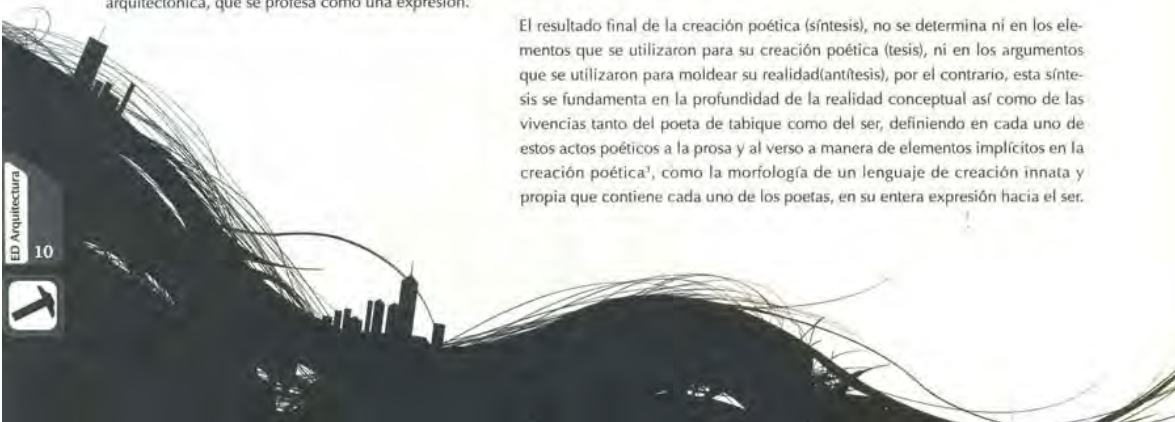 arquitectónica, que se profesa como una expresión.
El resultado final de la creación poética (síntesis), no se determina ni en los ele-
mentos que se utilizaron para su creación poética (tesis), ni en los argumentos
que se utilizaron para moldear su realidad(antítesis), por el contrario, esta sínte-
sis se fundamenta en la profundidad de la realidad conceptual así como de las
vivencias tanto del poeta de tabique como del ser, definiendo en cada uno de
estos actos poéticos a la prosa y al verso a manera de elementos implícitos en la
creación poética³, como la morfología de un lenguaje de creación innata y
propia que contiene cada uno de los poetas, en su entera expresión hacia el ser.
ED Arquitectura
10